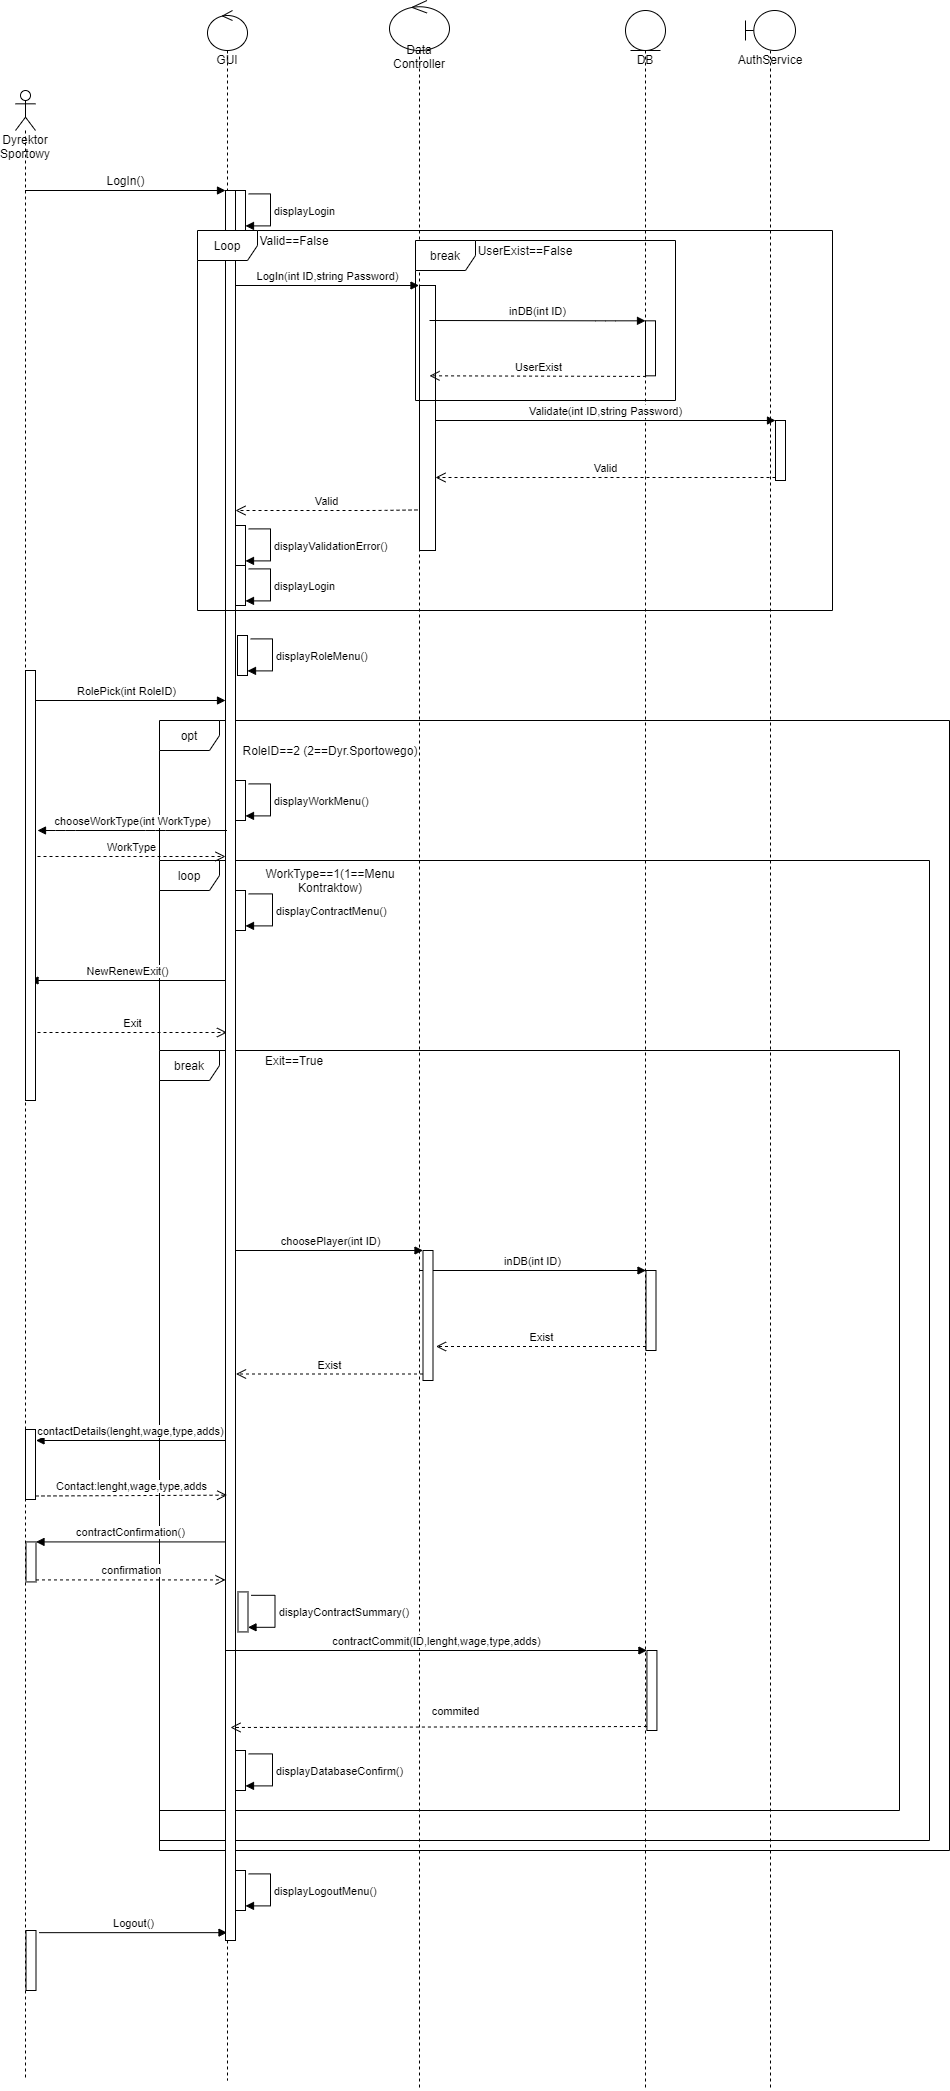 GUI
Data
Controller
DB
AuthService
Dyrektor
Sportowy
LogIn()
displayLogin
Loop
Valid==False
break
UserExist==False
LogIn(int ID,string Password)
inDB(int ID)
UserExist
Validate(int ID,string Password)
Valid
Valid
displayValidationError()
displayLogin
displayRoleMenu()
RolePick(int RoleID)
opt
RoleID==2 (2==Dyr.Sportowego)
displayWorkMenu()
chooseWorkType(int WorkType)
WorkType
loop
WorkType==1(1==Menu
Kontraktow)
displayContractMenu()
NewRenewExit()
Exit
break
Exit==True
choosePlayer(int ID)
inDB(int ID)
Exist
Exist
contactDetails(lenght,wage,type,adds)
Contact:lenght,wage,type,adds
contractConfirmation()
confirmation
displayContractSummary()
contractCommit(ID,lenght,wage,type,adds)
commited
displayDatabaseConfirm()
displayLogoutMenu()
Logout()